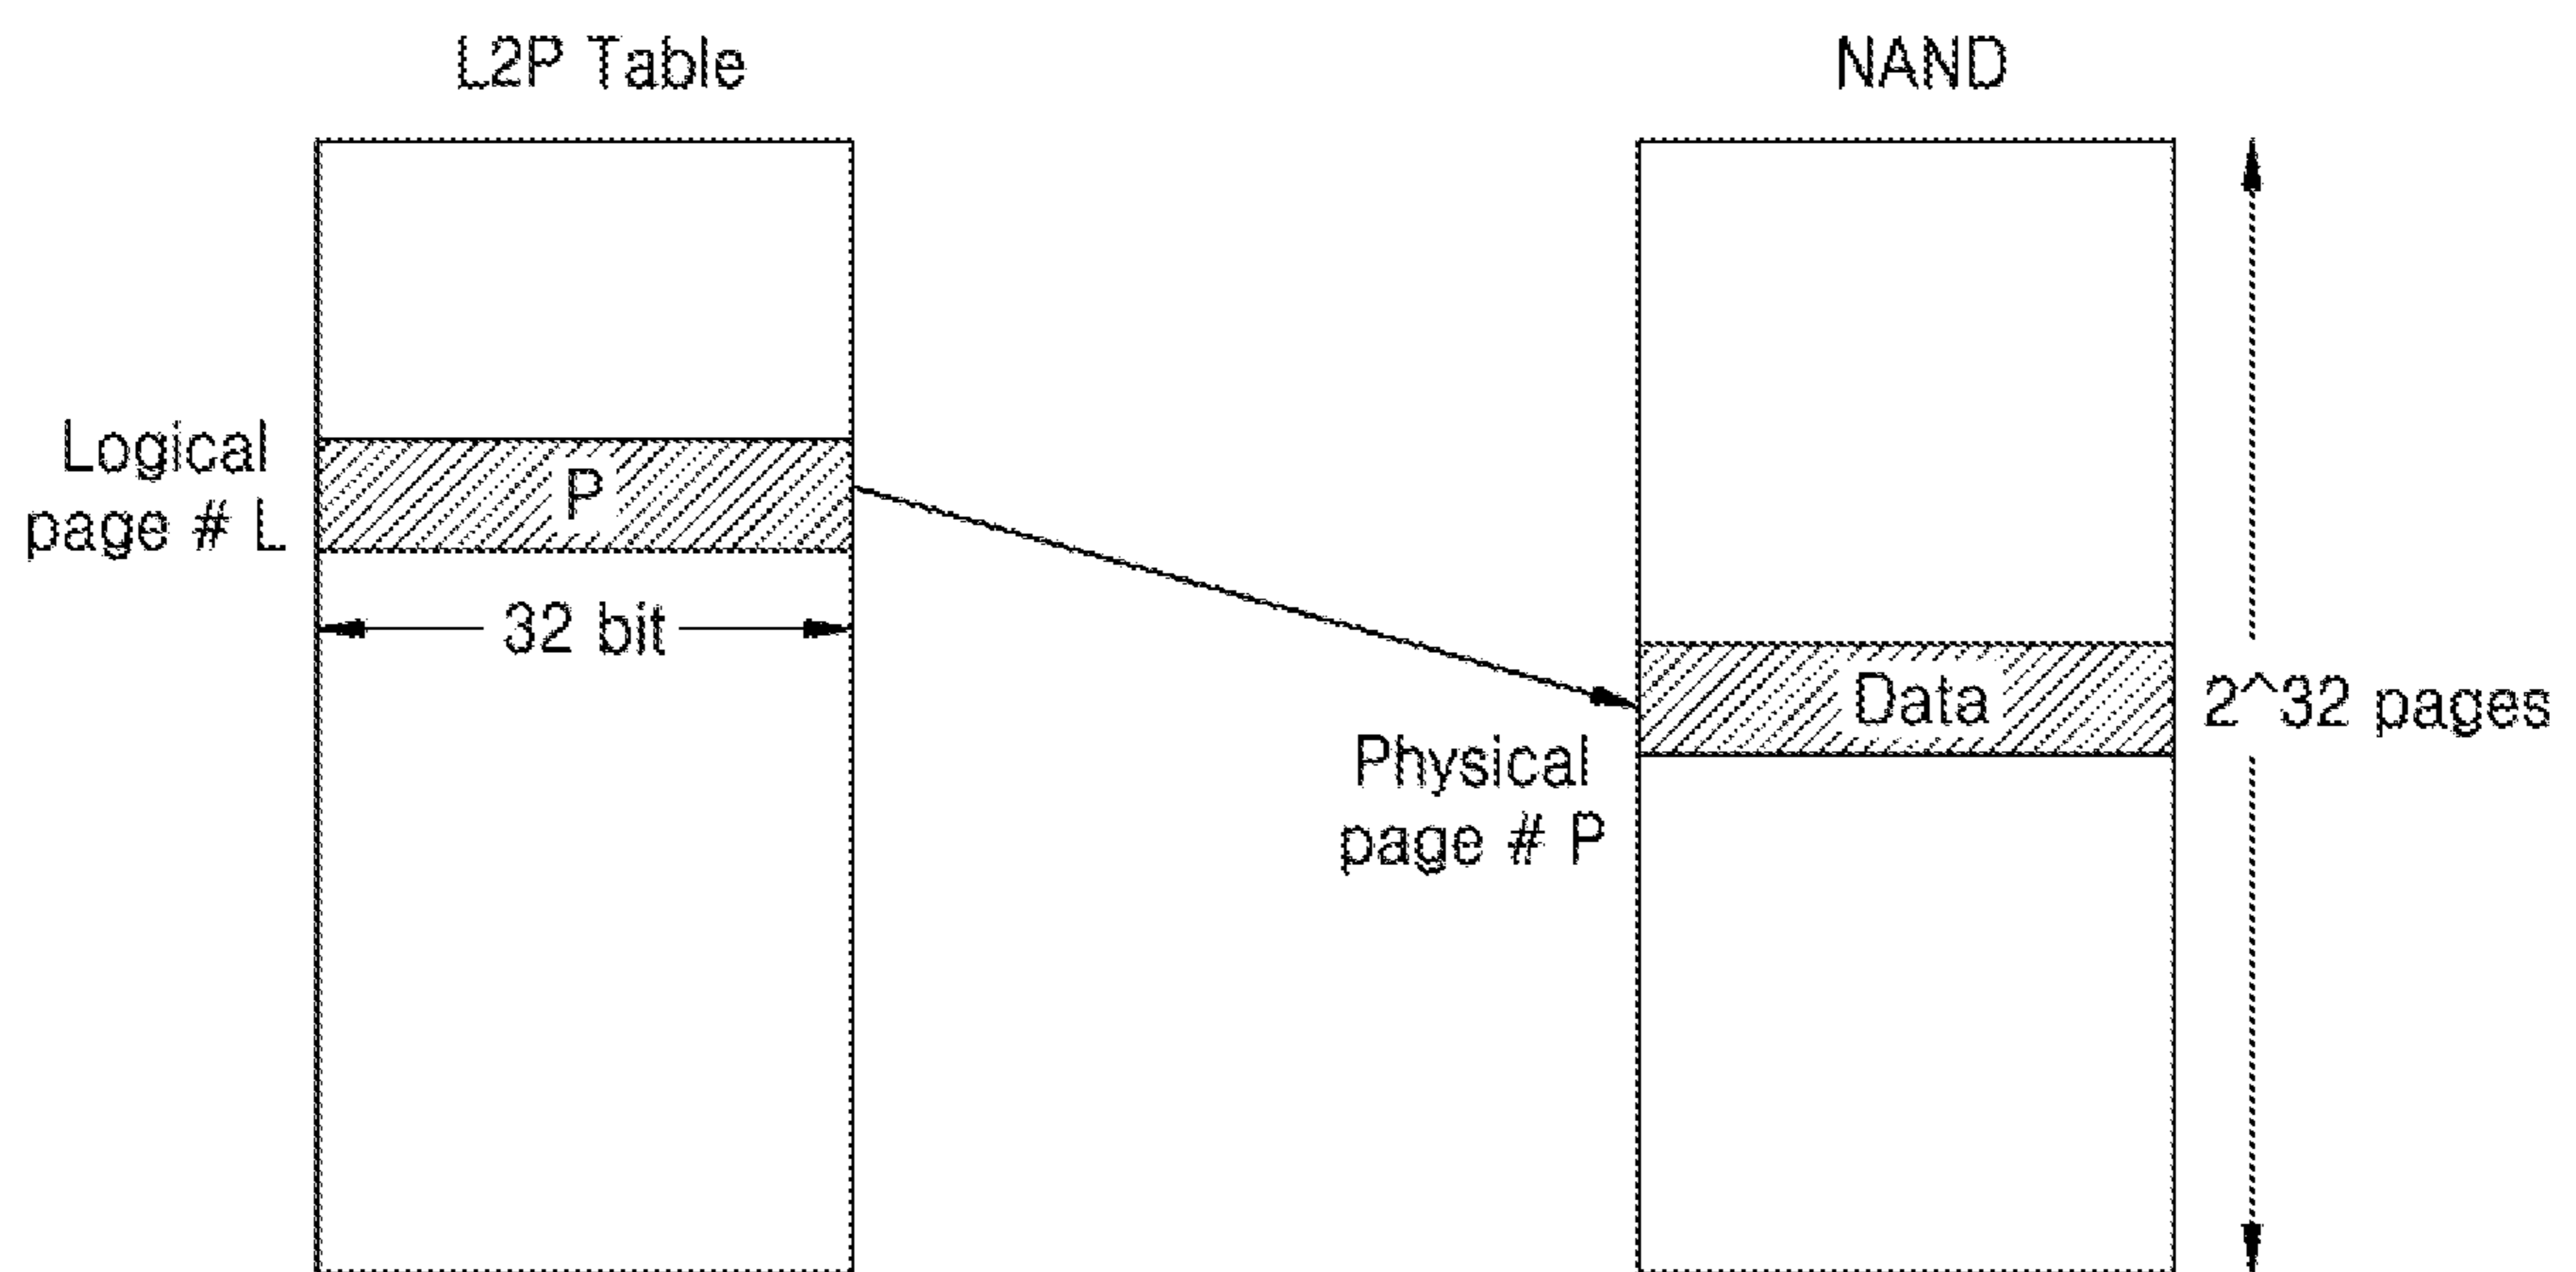 L2P Table
NAND
Logical
page # L
P
32 bit
Data
2^32 pages
Physical
page # P